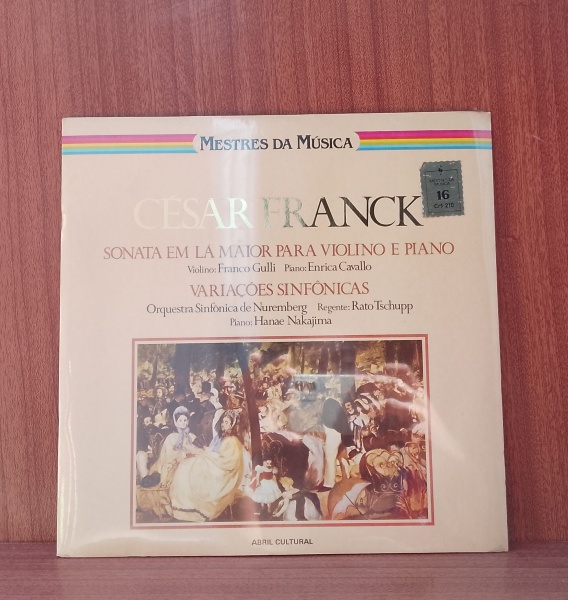 MESTRES DA MÚSICA
6
16
CÉSAR FRANCK
SONATA EM LÁ MAIOR PARA VIOLINO E PIANO
Violino: Franco Gulli Piano: Enrica Cavallo
VARIAÇÕES SINFÔNICAS
Orquestra Sinfônica de Nuremberg Regente: Rato Tschupp
Piano: Hanae Nakajima
ABRIL CULTURAL